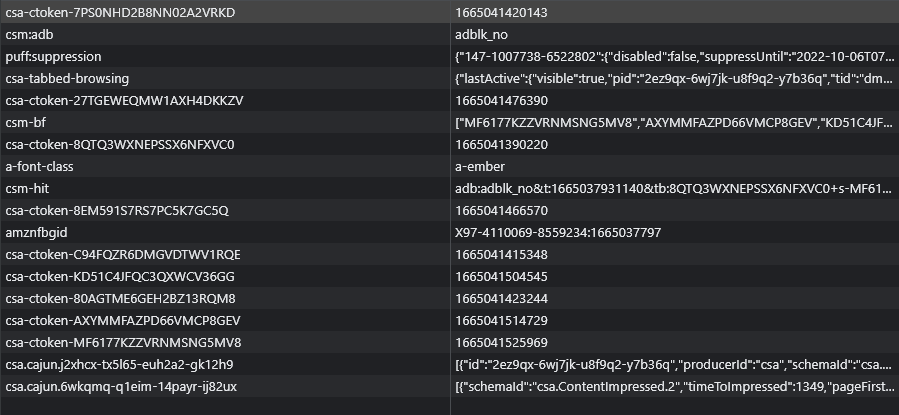 csa-ctoken-7PS0NHD2B8NN02A2VRKD 1665041420143
csm:adb adblk_no
puff:suppression {"147-1007738-6522802":{"disabled":false,"suppressUntil":"2022-10-06T07...
csa-tabbed-browsing {"lastActive":{"visible":true,"pid":"2ez9qx-6wj7jk-u8f9q2-y7b36q","tid":"dm...
csa-ctoken-27TGEWEQMW1AXH4DKKZV 1665041476390
csm-bf ["MF6177KZZVRNMSNG5MV8","AXYMMFAZPD66VMCP8GEV","KD51C4JF...
csa-ctoken-8QTQ3WXNEPSSX6NFXVC0 1665041390220
a-font-class a-ember
csm-hit adb:adblk_no&t:1665037931140&tb:8QTQ3WXNEPSSX6NFXVC0+s-MF61...
csa-ctoken-8EM591S7RS7PC5K7GC5Q 1665041466570
amznfbgid X97-4110069-8559234:1665037797
csa-ctoken-C94FQZR6DMGVDTWV1RQE 1665041415348
csa-ctoken-KD51C4JFQC3QXWCV36GG 1665041504545
csa-ctoken-80AGTME6GEH2BZ13RQM8 1665041423244
csa-ctoken-AXYMMFAZPD66VMCP8GEV 1665041514729
csa-ctoken-MF6177KZZVRNMSNG5MV8 1665041525969
csa.cajun.j2xhcx-tx5l65-euh2a2-gk12h9 [{"id":"2ez9qx-6wj7jk-u8f9q2-y7b36q","producerId":"csa","schemaId":"csa....
csa.cajun.6wkqmq-q1eim-14payr-ij82ux [{"schemaId":"csa.ContentImpressed.2","timeToImpressed":1349,"pageFirst...